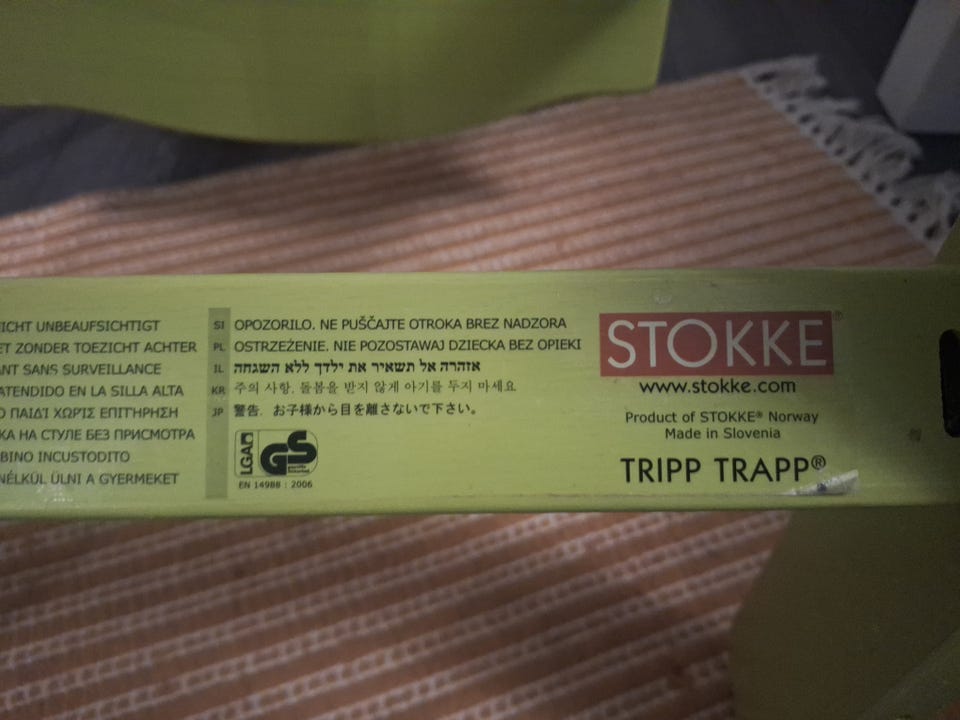 ICHT UNBEAUFSICHTIGT
ET ZONDER TOEZICHT ACHTER
ANT SANS SURVEILLANCE
ATENDIDO EN LA SILLA ALTA
Ο ΠΑΙΔΙ ΧΩΡΙΣ ΕΠΙΤΗΡΗΣΗ
КА НА СТУЛЕ БЕЗ ПРИСМОТРА
BINO INCUSTODITO
NÉLKÜL ÜLNI A GYERMEKET
SI OPOZORILO. NE PUŠČAJTE OTROKA BREZ NADZORA
PL OSTRZEŻENIE. NIE POZOSTAWAJ DZIECKA BEZ OPIEKI
IL אזהרה אל תשאיר את ילדך ללא השגחה
KR 주의 사항. 돌봄을 받지 않게 아기를 두지 마세요
JP 警告. お子様から目を離さないで下さい。
LGA
GS
geprüfte Sicherheit
EN 14988 : 2006
STOKKE®
www.stokke.com
Product of STOKKE® Norway
Made in Slovenia
TRIPP TRAPP®